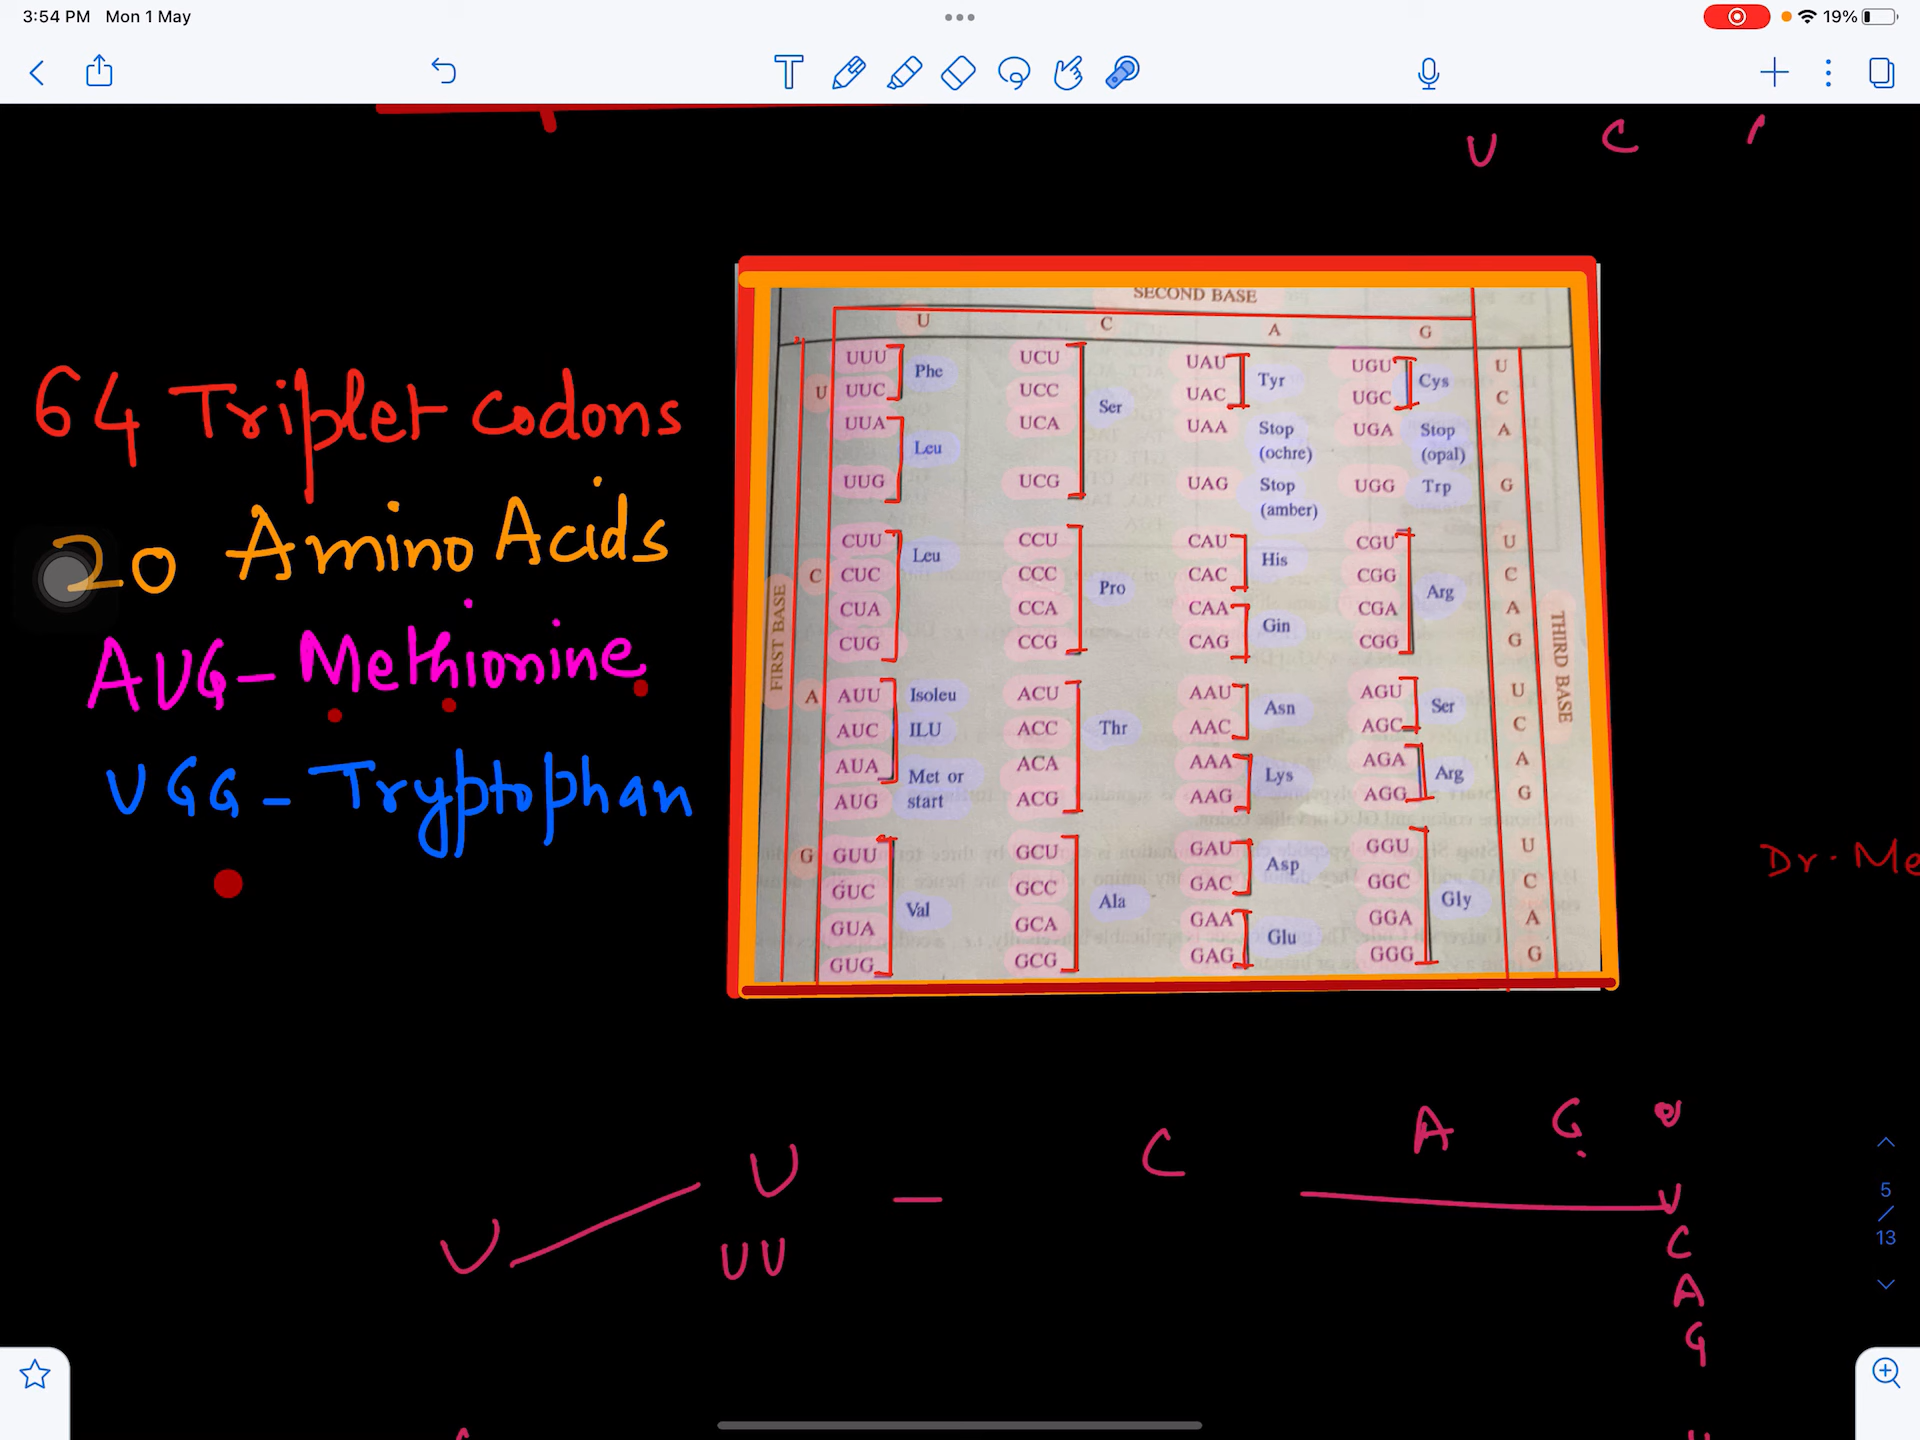 3:54 PM Mon 1 May
19%
T
U C
64 Triplet codons
20 Amino Acids
AUG - Methionine
UGG - Tryptophan
SECOND BASE
U C A G
FIRST BASE
THIRD BASE
U
UUU UCU UAU UGU U
Phe Tyr Cys
UUC UCC UAC UGC C
Ser
UUA UCA UAA Stop UGA Stop A
Leu (ochre) (opal)
UUG UCG UAG Stop UGG Trp G
(amber)
C
CUU CCU CAU CGU U
Leu His
CUC CCC CAC CGG C
Pro Arg
CUA CCA CAA CGA A
Gin
CUG CCG CAG CGG G
A
AUU Isoleu ACU AAU AGU U
Asn Ser
AUC ILU ACC Thr AAC AGC C
AUA Met or ACA AAA AGA A
Lys Arg
AUG start ACG AAG AGG G
G
GUU GCU GAU GGU U
Asp
GUC GCC GAC GGC C
Val Ala Gly
GUA GCA GAA GGA A
Glu
GUG GCG GAG GGG G
Dr. Me
U - C A G
U UU
U
C
A
G
5
/
13